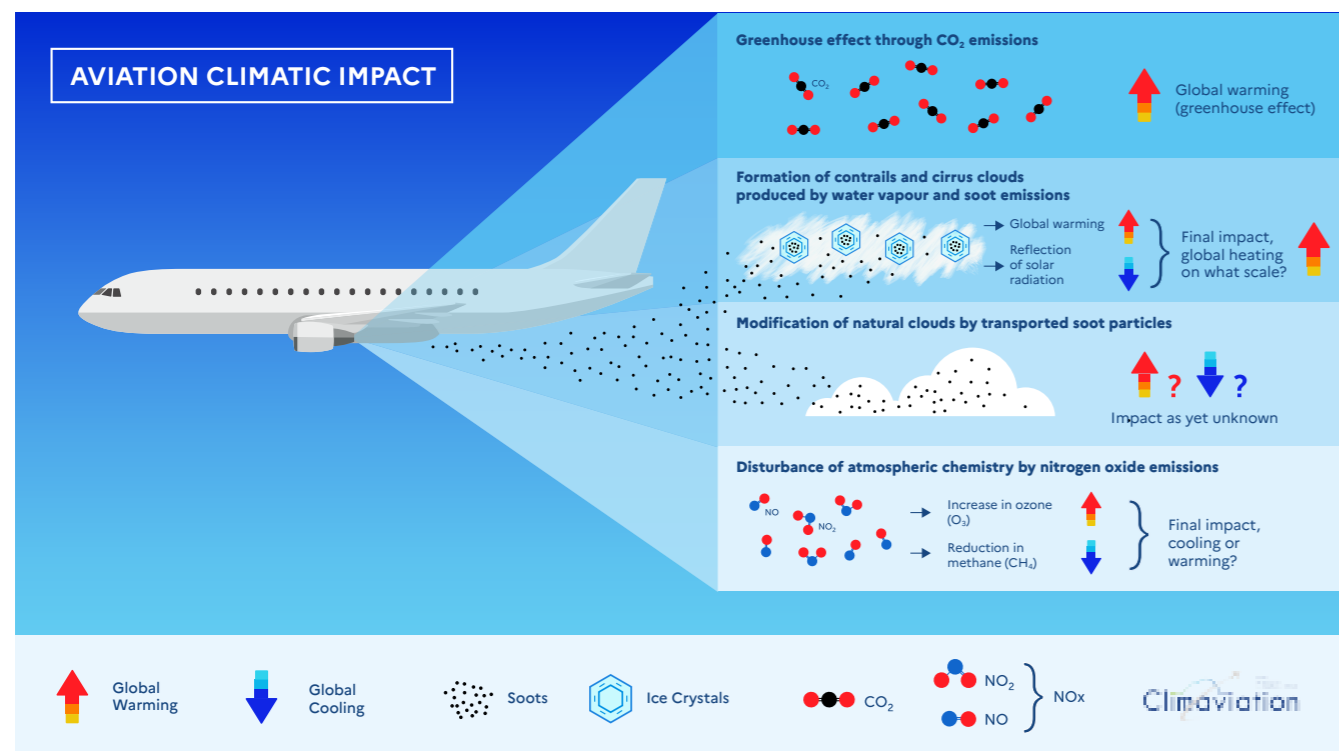 AVIATION CLIMATIC IMPACT
Greenhouse effect through CO₂ emissions
CO₂
Global warming
(greenhouse effect)
Formation of contrails and cirrus clouds
produced by water vapour and soot emissions
Global warming
Reflection
of solar
radiation
Final impact,
global heating
on what scale?
Modification of natural clouds by transported soot particles
? ?
Impact as yet unknown
Disturbance of atmospheric chemistry by nitrogen oxide emissions
NO
NO₂
Increase in ozone
(O₃)
Reduction in
methane (CH₄)
Final impact,
cooling or
warming?
Global
Warming
Global
Cooling
Soots
Ice Crystals
CO₂
NO₂
NO
NOx
Climaviation